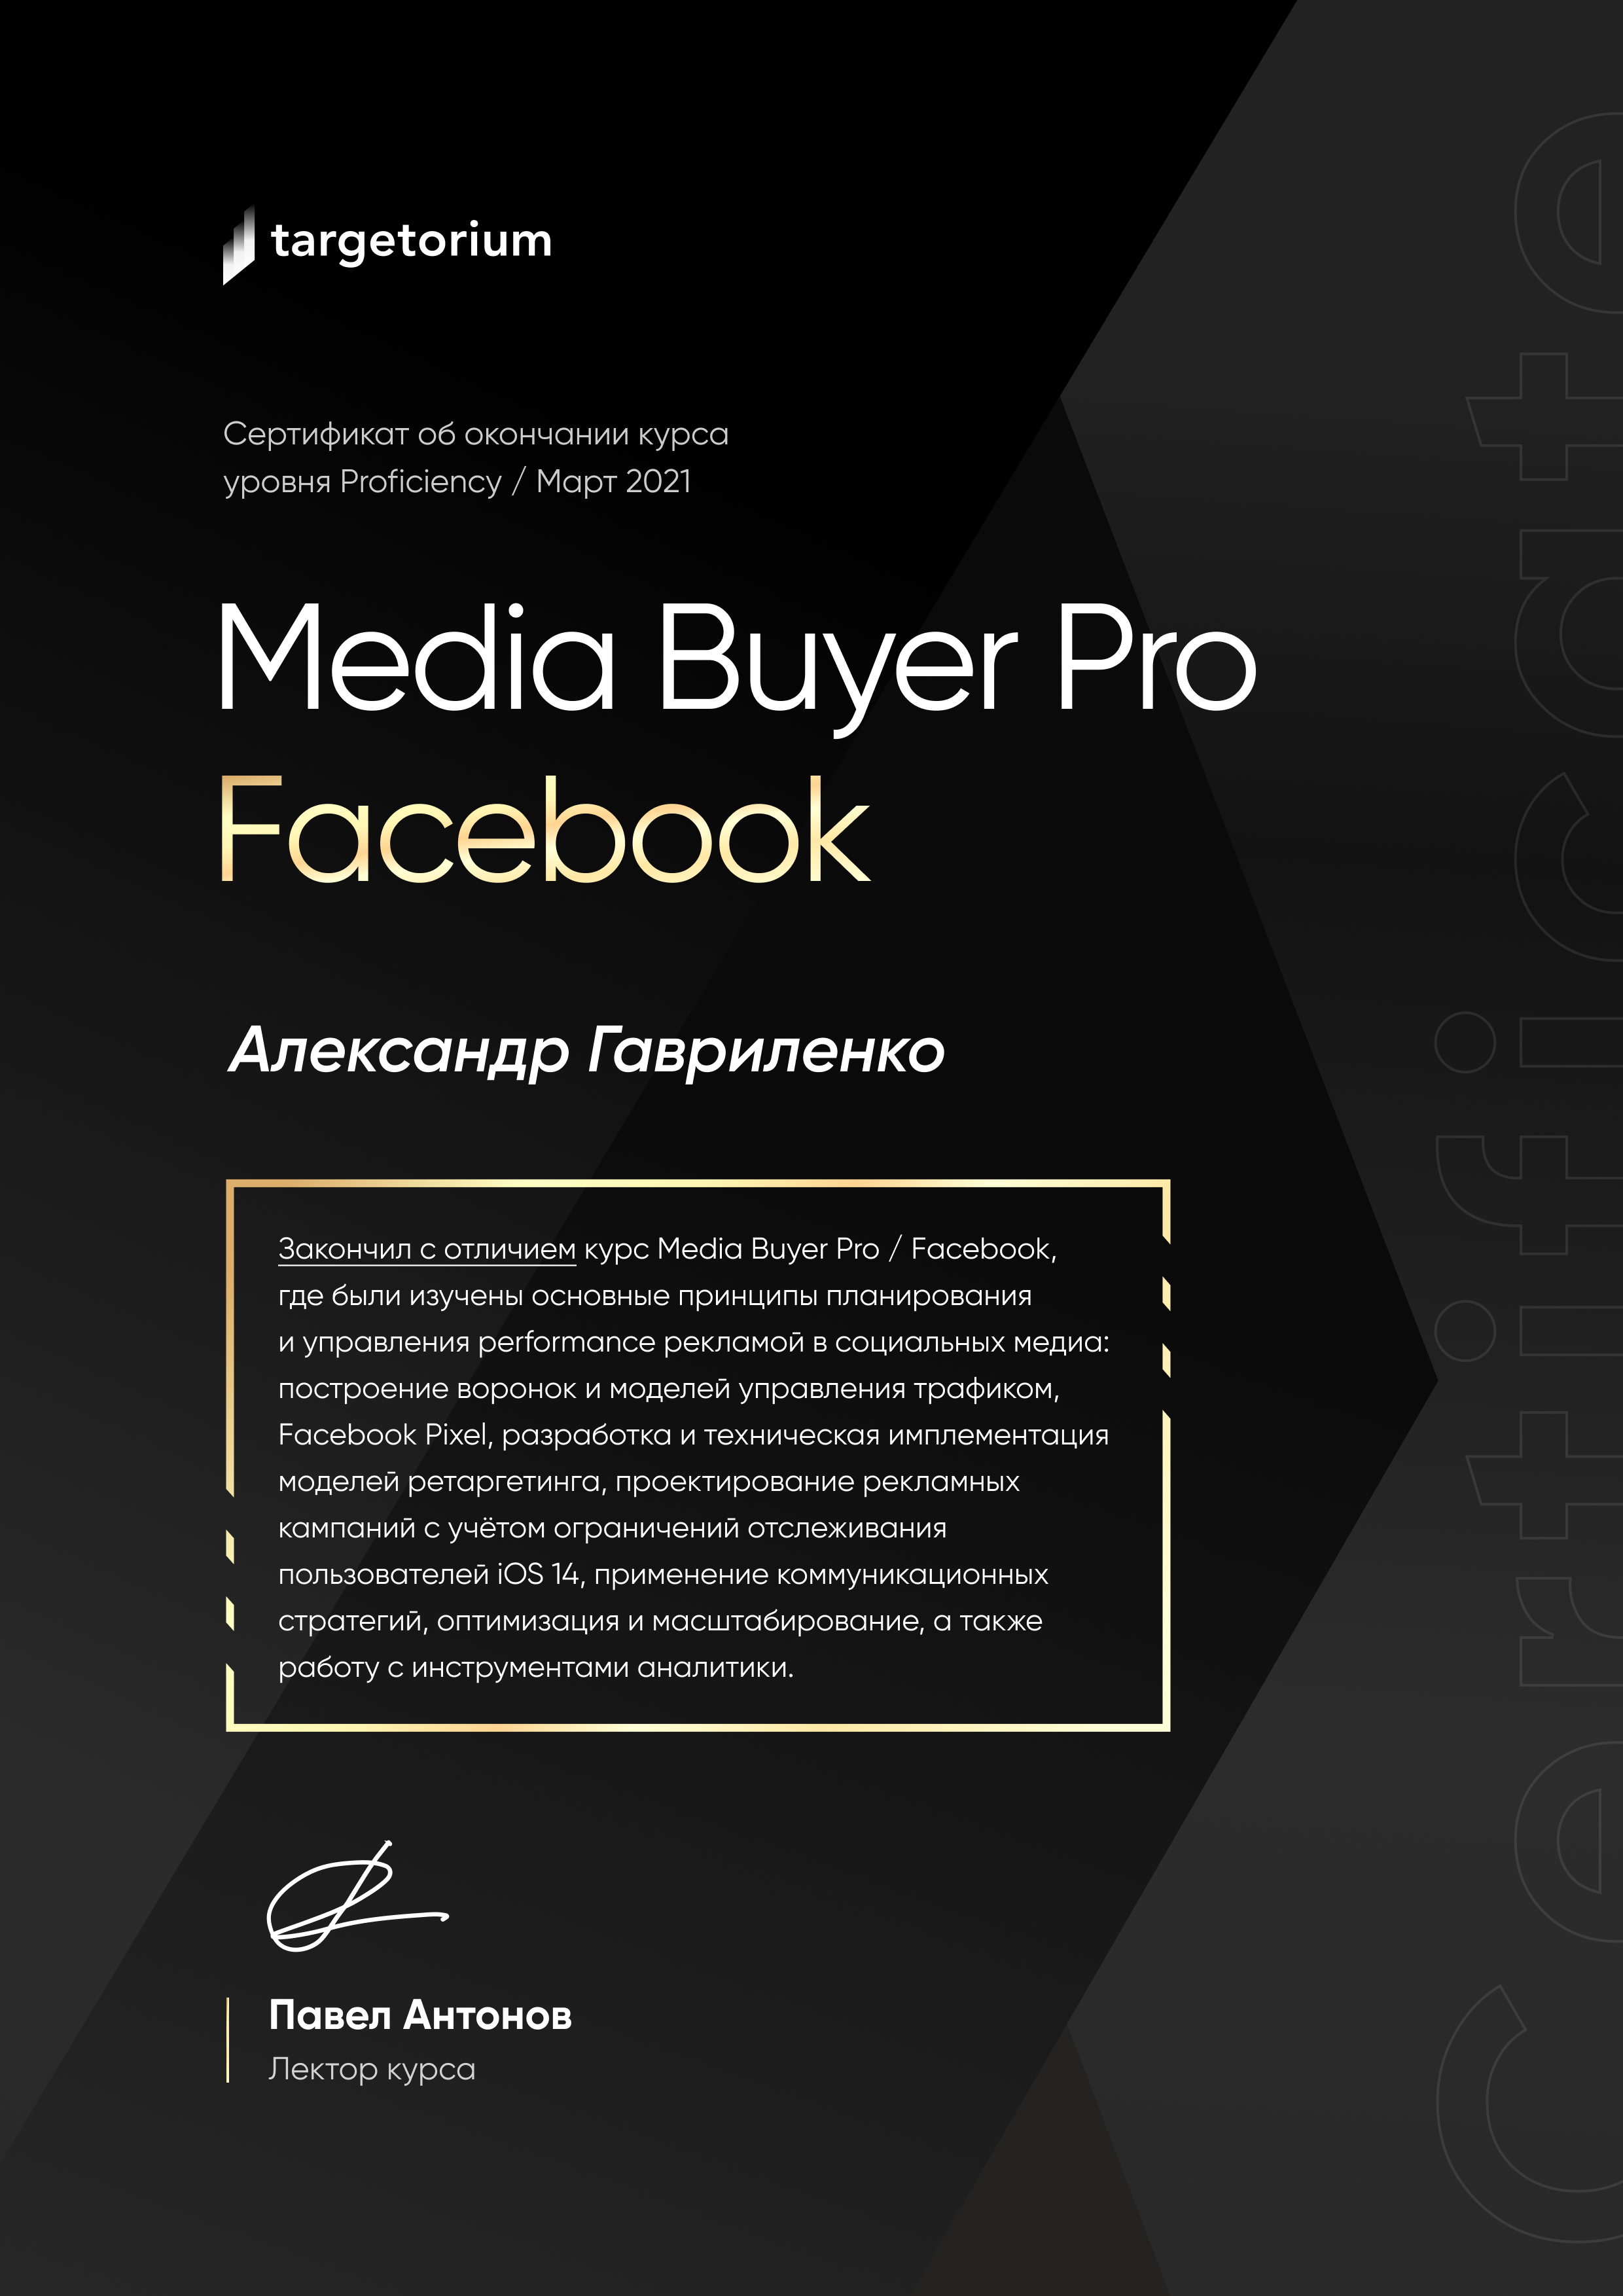 targetorium
Сертификат об окончании курса
уровня Proficiency / Март 2021
Media Buyer Pro
Facebook
Александр Гавриленко
Закончил с отличием курс Media Buyer Pro / Facebook,
где были изучены основные принципы планирования
и управления performance рекламой в социальных медиа:
построение воронок и моделей управления трафиком,
Facebook Pixel, разработка и техническая имплементация
моделей ретаргетинга, проектирование рекламных
кампаний с учётом ограничений отслеживания
пользователей iOS 14, применение коммуникационных
стратегий, оптимизация и масштабирование, а также
работу с инструментами аналитики.
Павел Антонов
Лектор курса
certificate